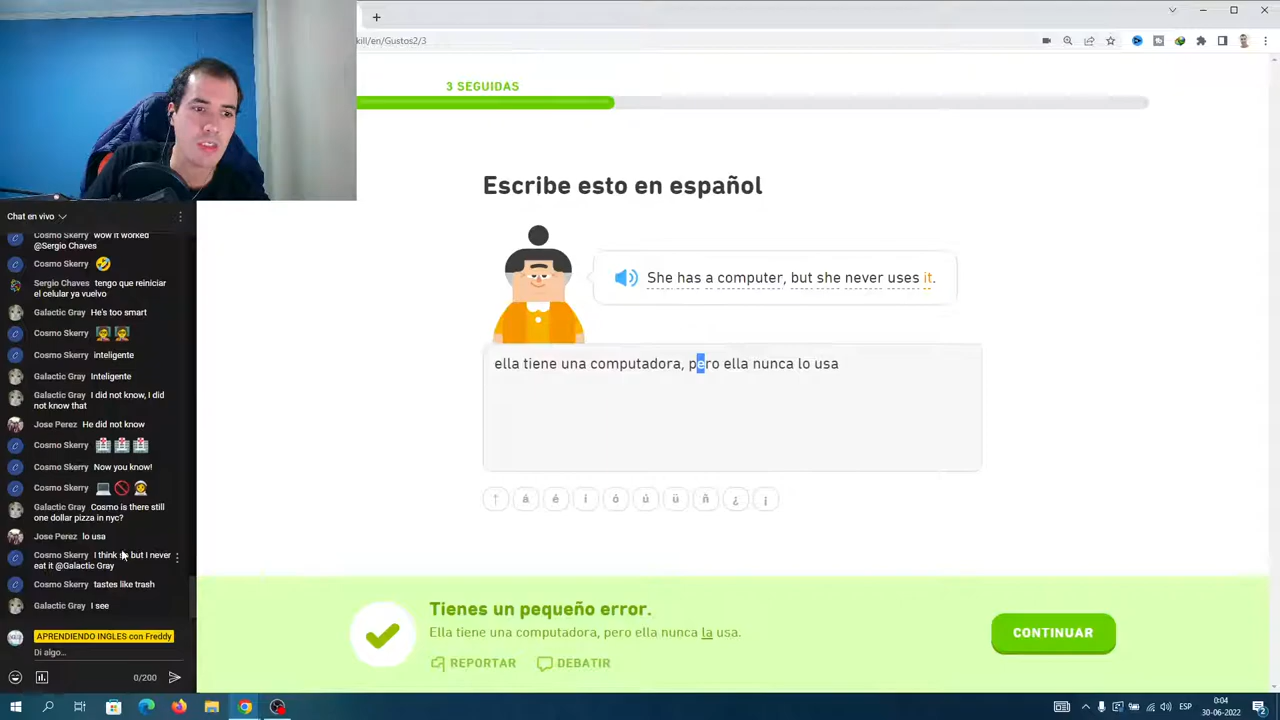 kill/en/Gustos2/3
3 SEGUIDAS
Escribe esto en español
She has a computer, but she never uses it.
ella tiene una computadora, pero ella nunca lo usa
↑ á é í ó ú ü ñ ¿ ¡
Tienes un pequeño error.
Ella tiene una computadora, pero ella nunca la usa.
REPORTAR DEBATIR
CONTINUAR
Chat en vivo
Cosmo Skerry wow it worked
@Sergio Chaves
Cosmo Skerry
Sergio Chaves tengo que reiniciar
el celular ya vuelvo
Galactic Gray He's too smart
Cosmo Skerry
Cosmo Skerry inteligente
Galactic Gray Inteligente
Galactic Gray I did not know, I did
not know that
Jose Perez He did not know
Cosmo Skerry
Cosmo Skerry Now you know!
Cosmo Skerry
Galactic Gray Cosmo is there still
one dollar pizza in nyc?
Jose Perez lo usa
Cosmo Skerry I think but I never
eat it @Galactic Gray
Cosmo Skerry tastes like trash
Galactic Gray I see
APRENDIENDO INGLES con Freddy
Di algo...
0/200
ESP
0:04
30-06-2022
2